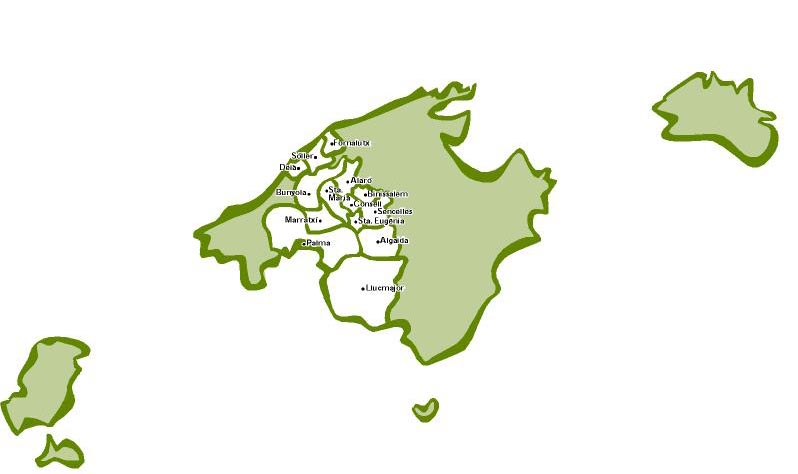 Fornalutx
Sóller
Deià
Alaró
Bunyola
Sta.
Maria
Binissalem
Consell
Sencelles
Marratxí
Sta. Eugènia
Palma
Algaida
Llucmajor